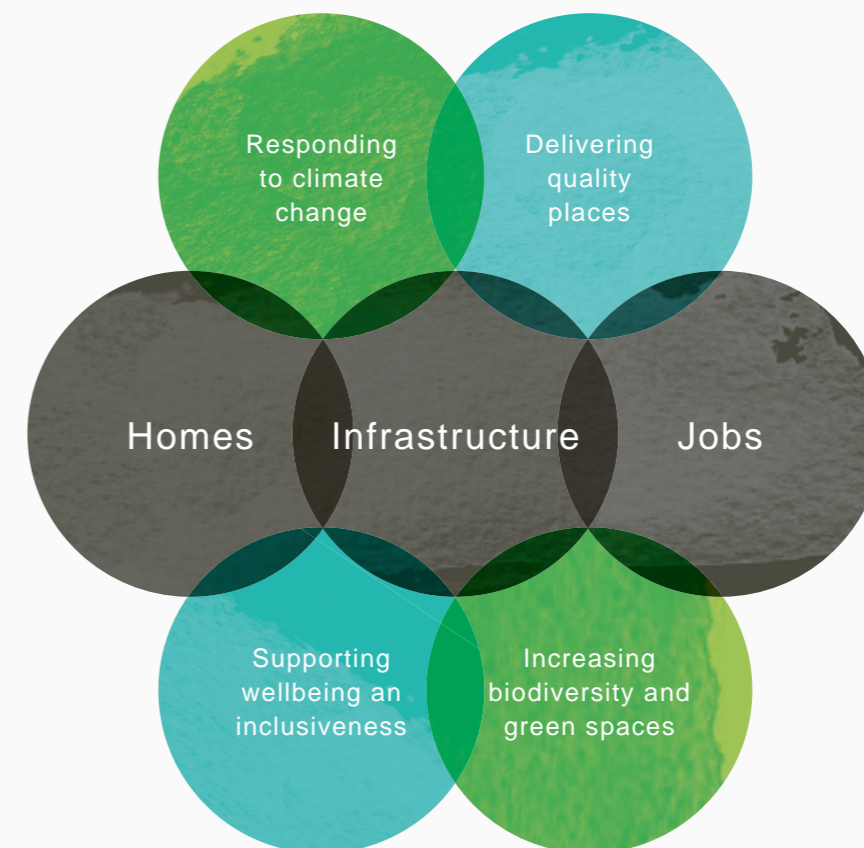 Responding
to climate
change
Delivering
quality
places
Homes
Infrastructure
Jobs
Supporting
wellbeing an
inclusiveness
Increasing
biodiversity and
green spaces